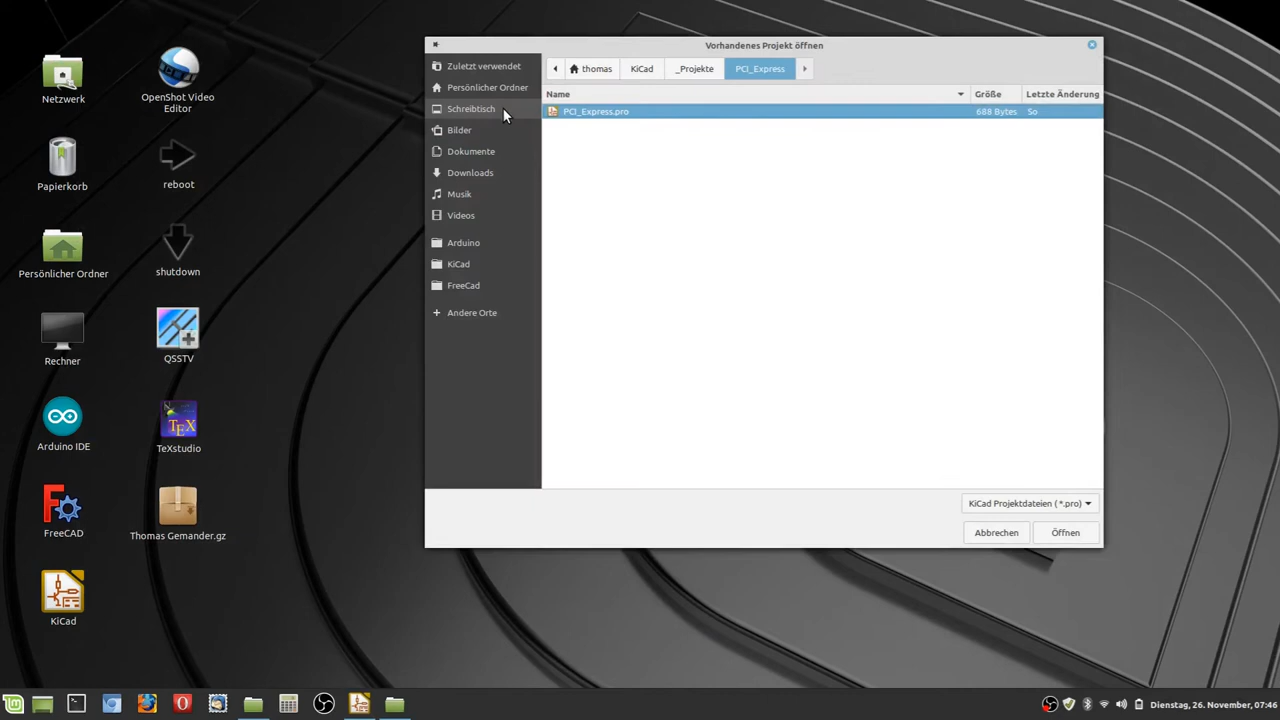 Netzwerk
OpenShot Video
Editor
Papierkorb
reboot
Persönlicher Ordner
shutdown
Rechner
QSSTV
Arduino IDE
TeXstudio
FreeCAD
Thomas Gemander.gz
KiCad
Vorhandenes Projekt öffnen
Zuletzt verwendet
Persönlicher Ordner
Schreibtisch
Bilder
Dokumente
Downloads
Musik
Videos
Arduino
KiCad
FreeCad
Andere Orte
thomas KiCad _Projekte PCI_Express
Name Größe Letzte Änderung
PCI_Express.pro 688 Bytes So
KiCad Projektdateien (*.pro)
Abbrechen Öffnen
Dienstag, 26. November, 07:46